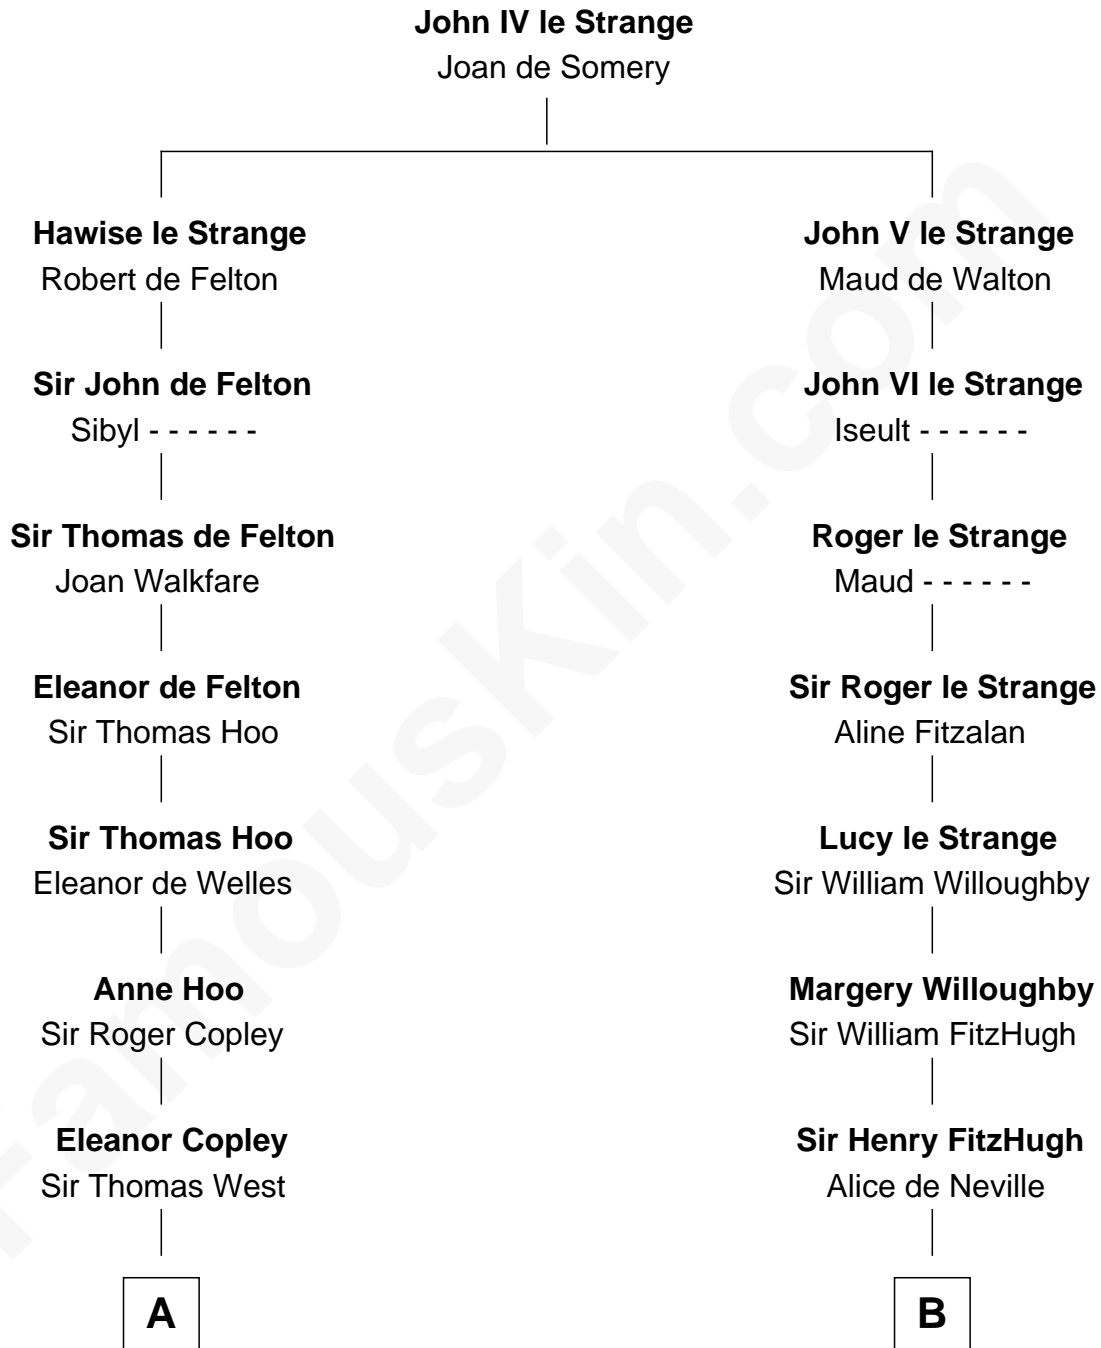 John IV le Strange
Joan de Somery
Hawise le Strange
Robert de Felton
John V le Strange
Maud de Walton
Sir John de Felton
Sibyl - - - - - -
John VI le Strange
Iseult - - - - - -
Sir Thomas de Felton
Joan Walkfare
Roger le Strange
Maud - - - - - -
Eleanor de Felton
Sir Thomas Hoo
Sir Roger le Strange
Aline Fitzalan
Sir Thomas Hoo
Eleanor de Welles
Lucy le Strange
Sir William Willoughby
Anne Hoo
Sir Roger Copley
Margery Willoughby
Sir William FitzHugh
Eleanor Copley
Sir Thomas West
Sir Henry FitzHugh
Alice de Neville
A
B
FamousKin.com